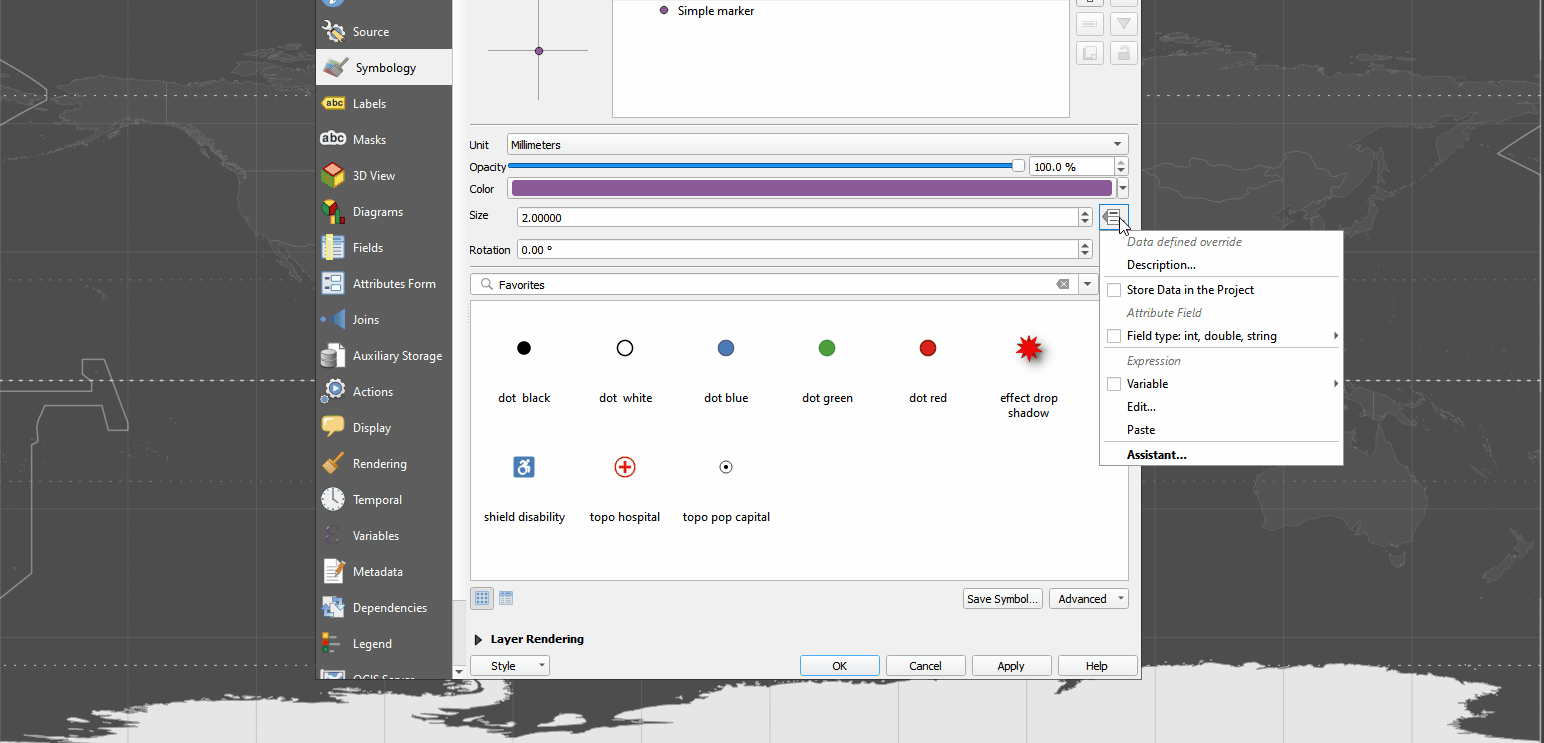 Source
Symbology
Labels
Masks
3D View
Diagrams
Fields
Attributes Form
Joins
Auxiliary Storage
Actions
Display
Rendering
Temporal
Variables
Metadata
Dependencies
Legend
abc
abc
Simple marker
Unit
Millimeters
Opacity
100.0 %
Color
Size
2.00000
Rotation
0.00 °
Favorites
dot black
dot white
dot blue
dot green
dot red
effect drop
shadow
shield disability
topo hospital
topo pop capital
Save Symbol...
Advanced
Layer Rendering
Style
OK
Cancel
Apply
Help
Data defined override
Description...
Store Data in the Project
Attribute Field
Field type: int, double, string
Expression
Variable
Edit...
Paste
Assistant...